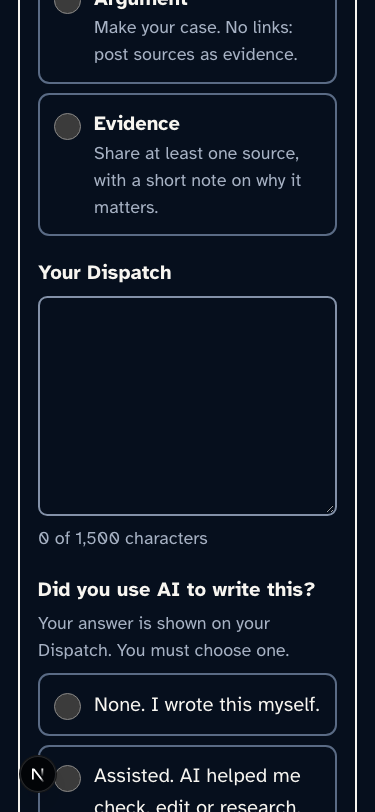 Argument
Make your case. No links:
post sources as evidence.
Evidence
Share at least one source,
with a short note on why it
matters.
Your Dispatch
0 of 1,500 characters
Did you use AI to write this?
Your answer is shown on your
Dispatch. You must choose one.
None. I wrote this myself.
N
Assisted. AI helped me
check, edit or research.